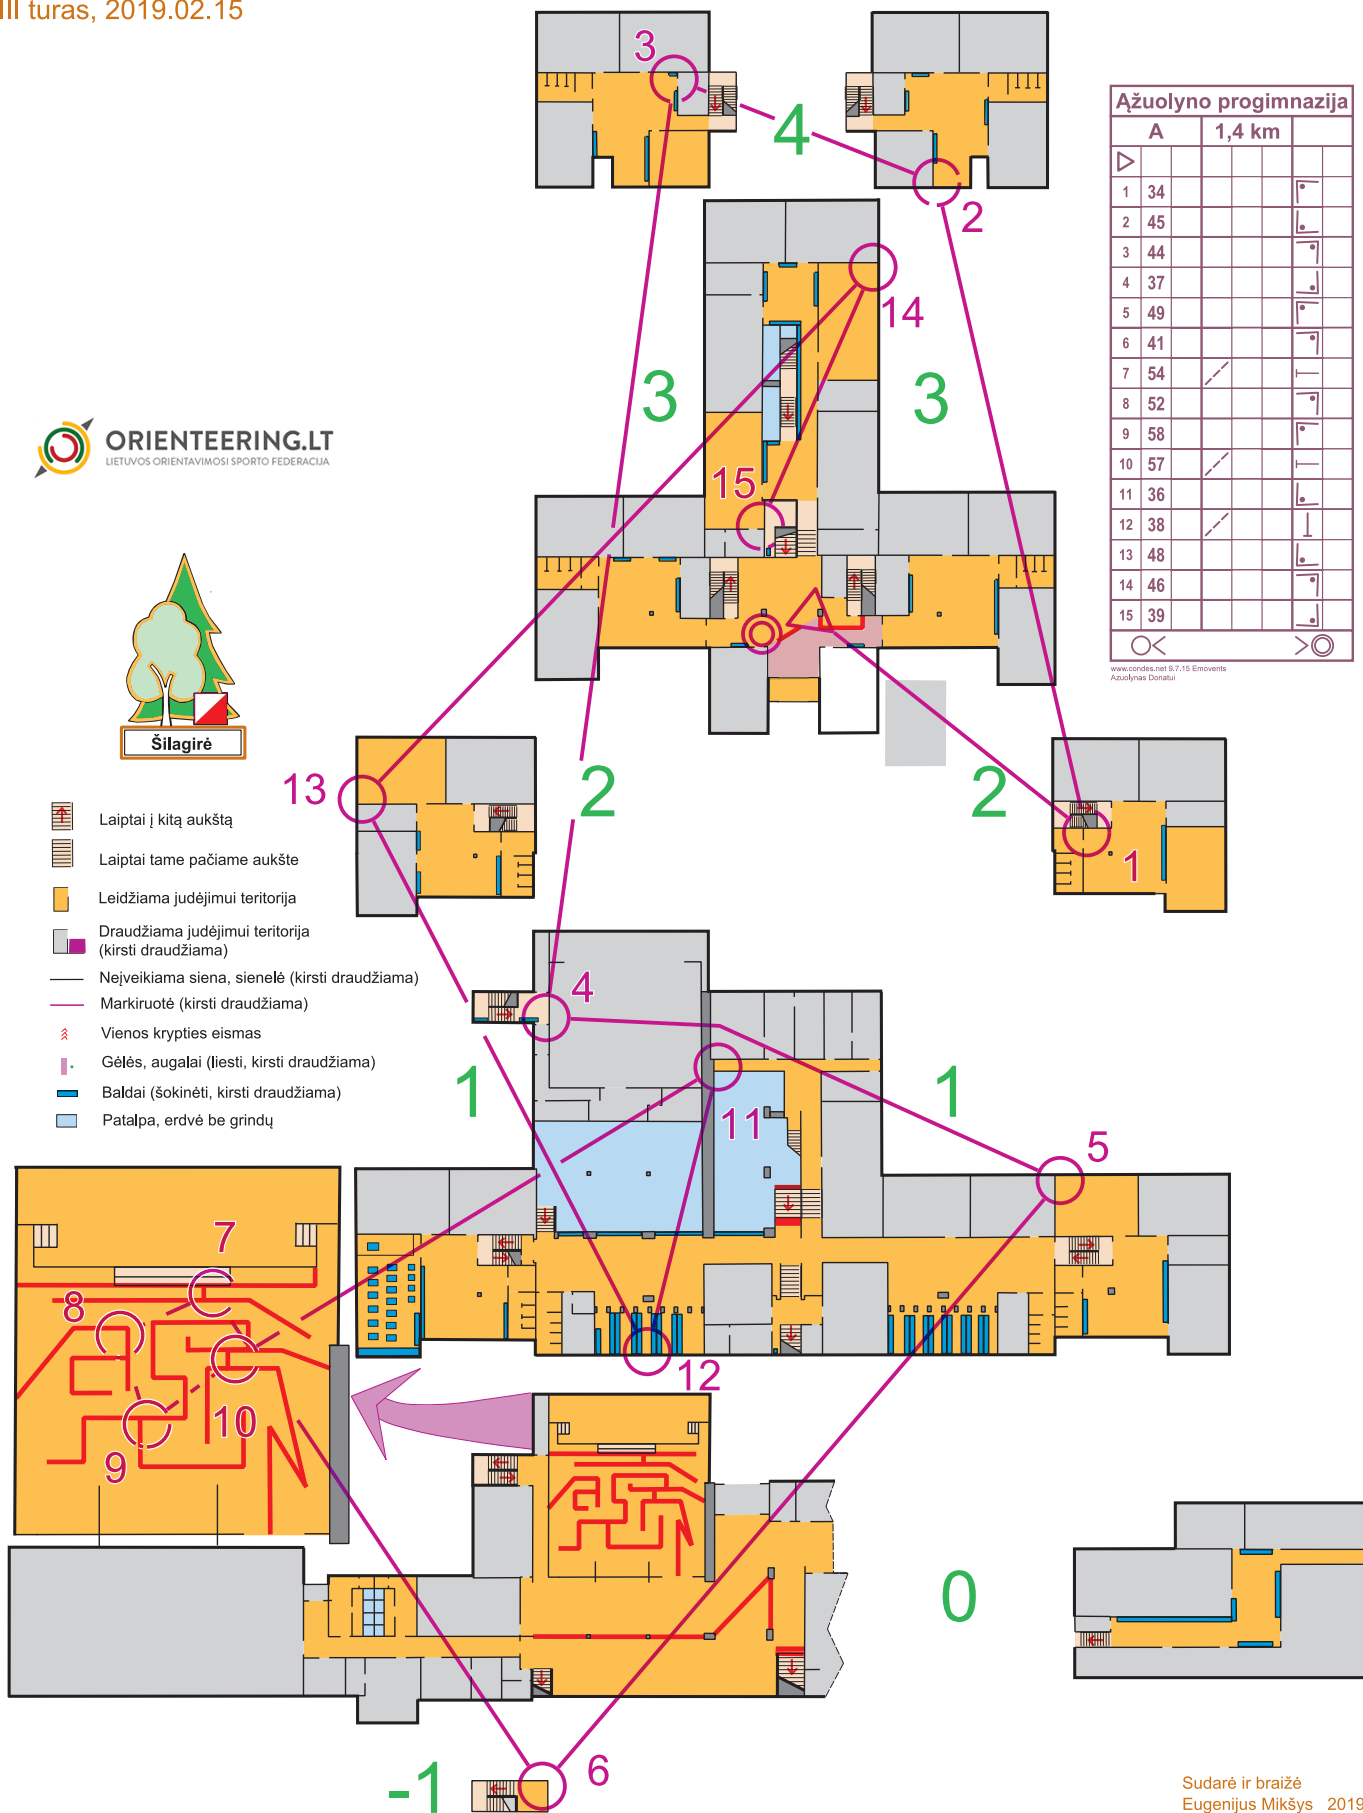 III turas, 2019.02.15
3
4
2
14
3
3
15
Ąžuolyno progimnazija
A 1,4 km
1 34
2 45
3 44
4 37
5 49
6 41
7 54
8 52
9 58
10 57
11 36
12 38
13 48
14 46
15 39
www.condes.net 9.7.15 Emovents
Azuolynas Donatui
ORIENTEERING.LT
LIETUVOS ORIENTAVIMOSI SPORTO FEDERACIJA
Šilagirė
13
2
2
1
Laiptai į kitą aukštą
Laiptai tame pačiame aukšte
Leidžiama judėjimui teritorija
Draudžiama judėjimui teritorija
(kirsti draudžiama)
Neįveikiama siena, sienelė (kirsti draudžiama)
Markiruotė (kirsti draudžiama)
Vienos krypties eismas
Gėlės, augalai (liesti, kirsti draudžiama)
Baldai (šokinėti, kirsti draudžiama)
Patalpa, erdvė be grindų
4
1
1
11
5
7
8
12
10
9
0
6
-1
Sudarė ir braižė
Eugenijus Mikšys 2019